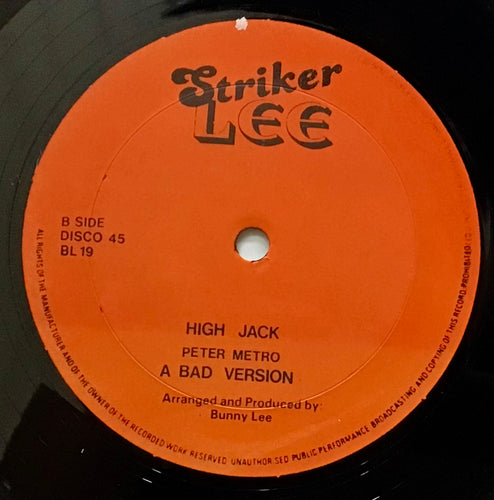 Striker
LEE
B SIDE
DISCO 45
BL 19
HIGH JACK
PETER METRO
A BAD VERSION
Arranged and Produced by:
Bunny Lee
ALL RIGHTS OF THE MANUFACTURER AND OF THE OWNER OF THE RECORDED WORK RESERVED UNAUTHORISED PUBLIC PERFORMANCE BROADCASTING AND COPYING OF THIS RECORD PROHIBITED